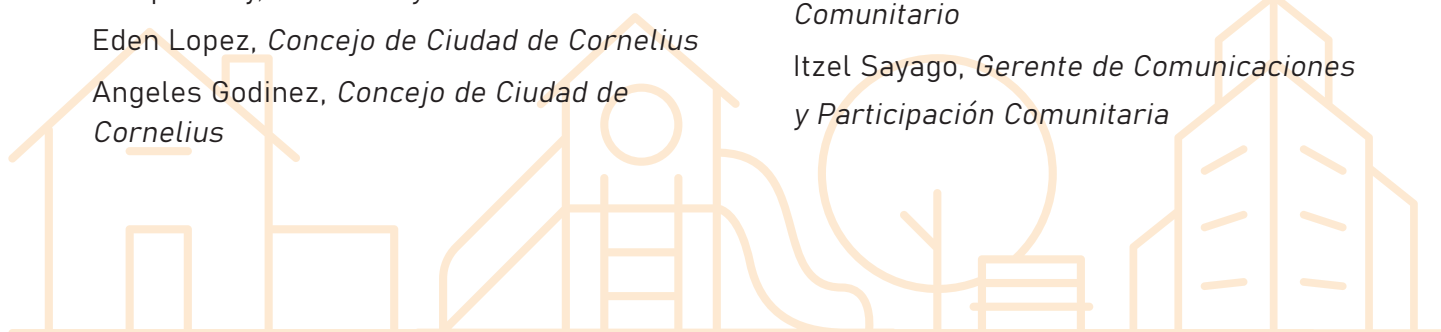 Eden Lopez, Concejo de Ciudad de Cornelius
Angeles Godinez, Concejo de Ciudad de
Cornelius
Comunitario
Itzel Sayago, Gerente de Comunicaciones
y Participación Comunitaria